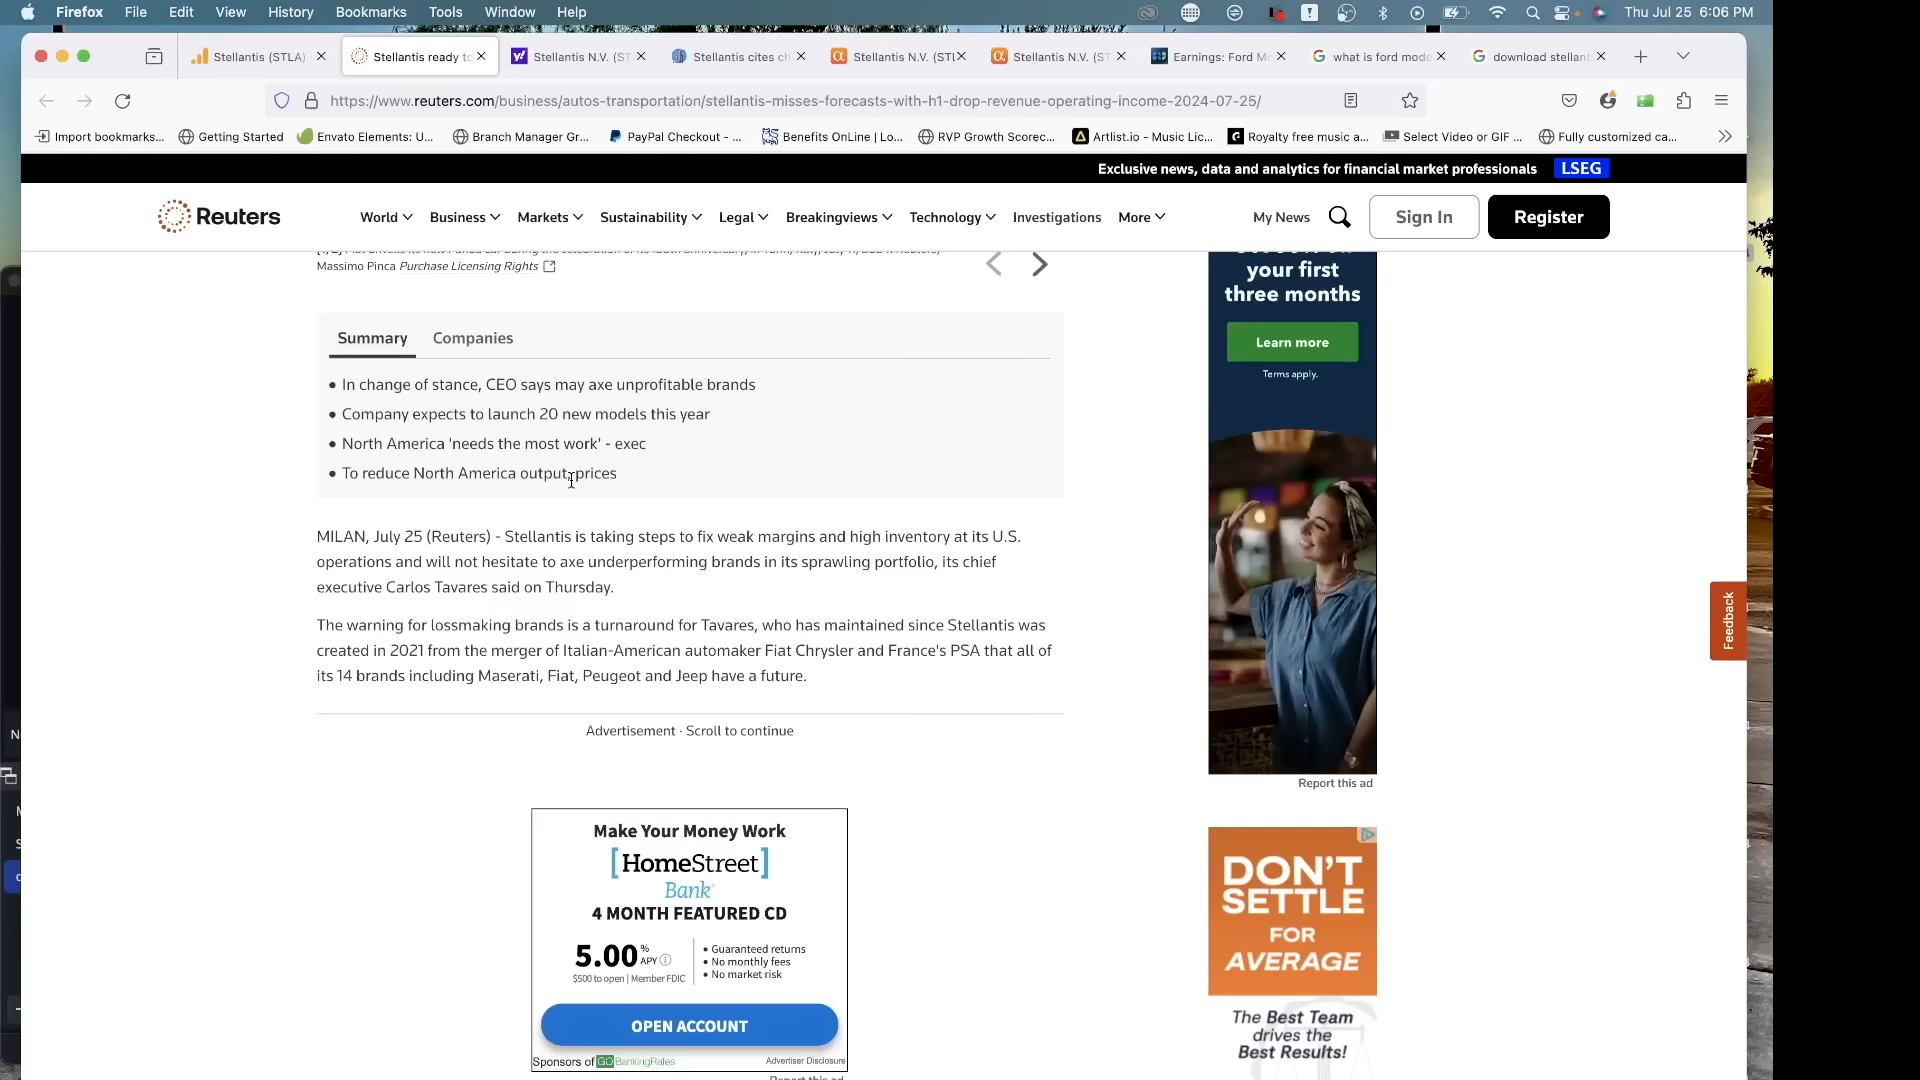 Firefox File Edit View History Bookmarks Tools Window Help Thu Jul 25 6:06 PM
Stellantis (STLA) Stellantis ready to Stellantis N.V. (ST Stellantis cites ch Stellantis N.V. (STL Stellantis N.V. (ST Earnings: Ford Mo what is ford mode download stellant
https://www.reuters.com/business/autos-transportation/stellantis-misses-forecasts-with-h1-drop-revenue-operating-income-2024-07-25/
Import bookmarks... Getting Started Envato Elements: U... Branch Manager Gr... PayPal Checkout - ... Benefits OnLine | Lo... RVP Growth Scorec... Artlist.io - Music Lic... Royalty free music a... Select Video or GIF ... Fully customized ca...
Exclusive news, data and analytics for financial market professionals LSEG
Reuters World Business Markets Sustainability Legal Breakingviews Technology Investigations More My News Sign In Register
Massimo Pinca Purchase Licensing Rights
Summary Companies
• In change of stance, CEO says may axe unprofitable brands
• Company expects to launch 20 new models this year
• North America 'needs the most work' - exec
• To reduce North America output, prices
MILAN, July 25 (Reuters) - Stellantis is taking steps to fix weak margins and high inventory at its U.S.
operations and will not hesitate to axe underperforming brands in its sprawling portfolio, its chief
executive Carlos Tavares said on Thursday.
The warning for lossmaking brands is a turnaround for Tavares, who has maintained since Stellantis was
created in 2021 from the merger of Italian-American automaker Fiat Chrysler and France's PSA that all of
its 14 brands including Maserati, Fiat, Peugeot and Jeep have a future.
Advertisement · Scroll to continue
Make Your Money Work
[HomeStreet]
Bank
4 MONTH FEATURED CD
5.00 % APY
$500 to open | Member FDIC
• Guaranteed returns
• No monthly fees
• No market risk
OPEN ACCOUNT
Sponsors of GOBankingRates Advertiser Disclosure
Report this ad
your first
three months
Learn more
Terms apply.
Report this ad
DON'T
SETTLE
FOR
AVERAGE
The Best Team
drives the
Best Results!
Feedback